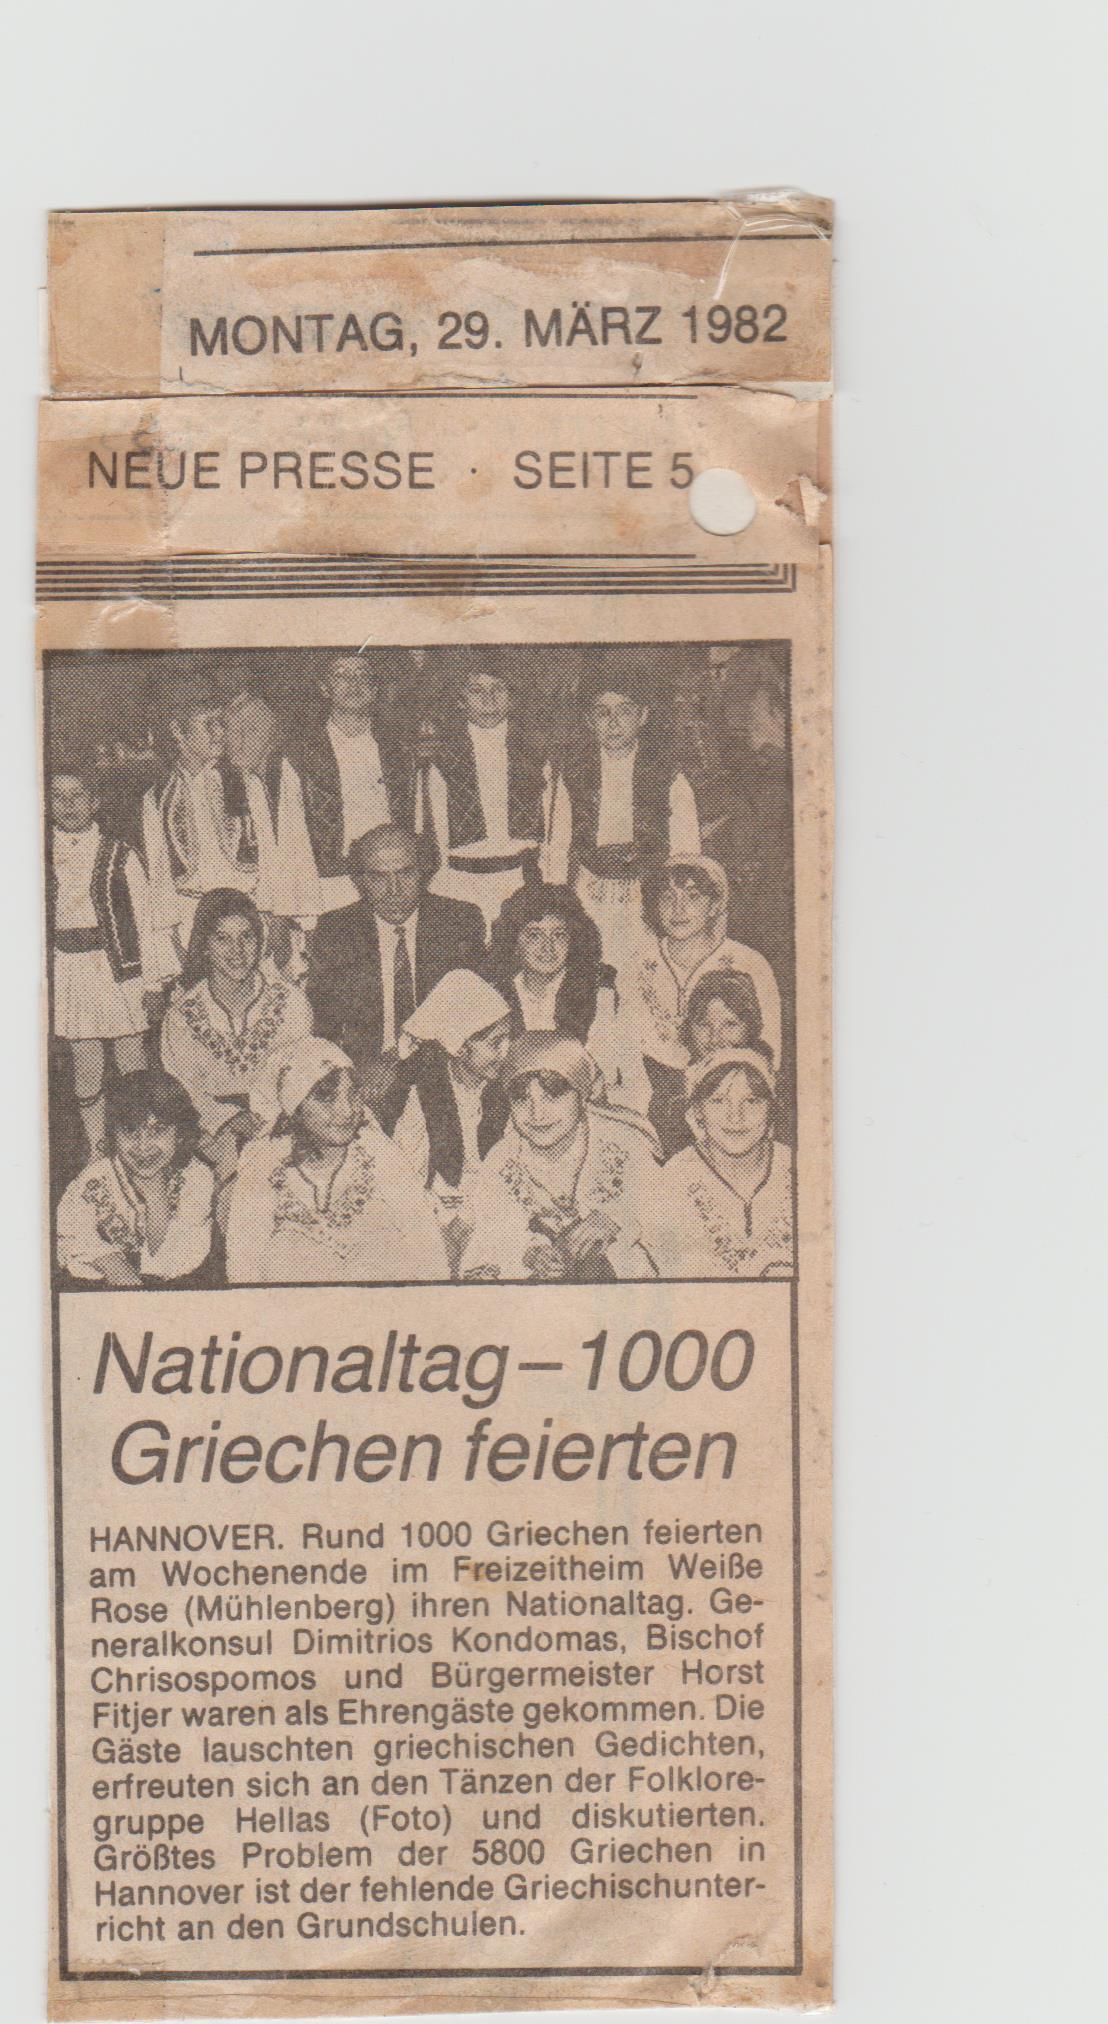 MONTAG, 29. MÄRZ 1982
NEUE PRESSE · SEITE 5
Nationaltag – 1000
Griechen feierten
HANNOVER. Rund 1000 Griechen feierten
am Wochenende im Freizeitheim Weiße
Rose (Mühlenberg) ihren Nationaltag. Ge-
neralkonsul Dimitrios Kondomas, Bischof
Chrisospomos und Bürgermeister Horst
Fitjer waren als Ehrengäste gekommen. Die
Gäste lauschten griechischen Gedichten,
erfreuten sich an den Tänzen der Folklore-
gruppe Hellas (Foto) und diskutierten.
Größtes Problem der 5800 Griechen in
Hannover ist der fehlende Griechischunter-
richt an den Grundschulen.